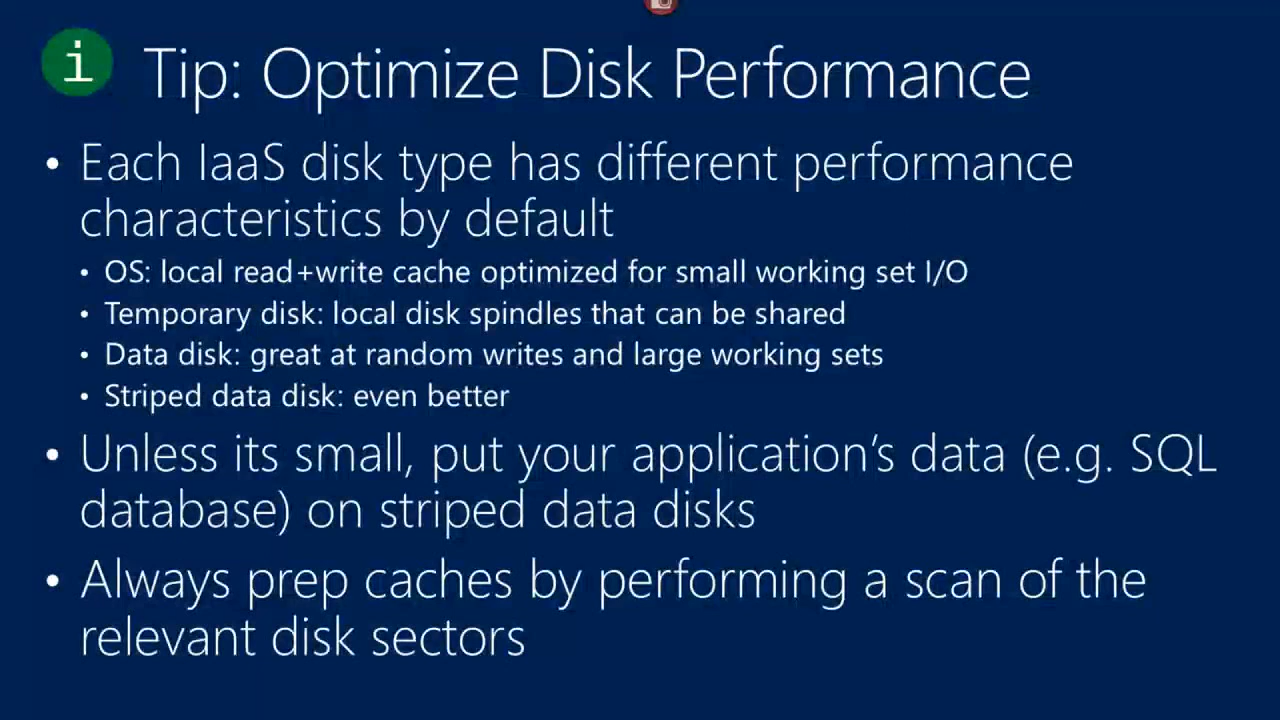 i Tip: Optimize Disk Performance
• Each IaaS disk type has different performance
characteristics by default
• OS: local read+write cache optimized for small working set I/O
• Temporary disk: local disk spindles that can be shared
• Data disk: great at random writes and large working sets
• Striped data disk: even better
• Unless its small, put your application’s data (e.g. SQL
database) on striped data disks
• Always prep caches by performing a scan of the
relevant disk sectors